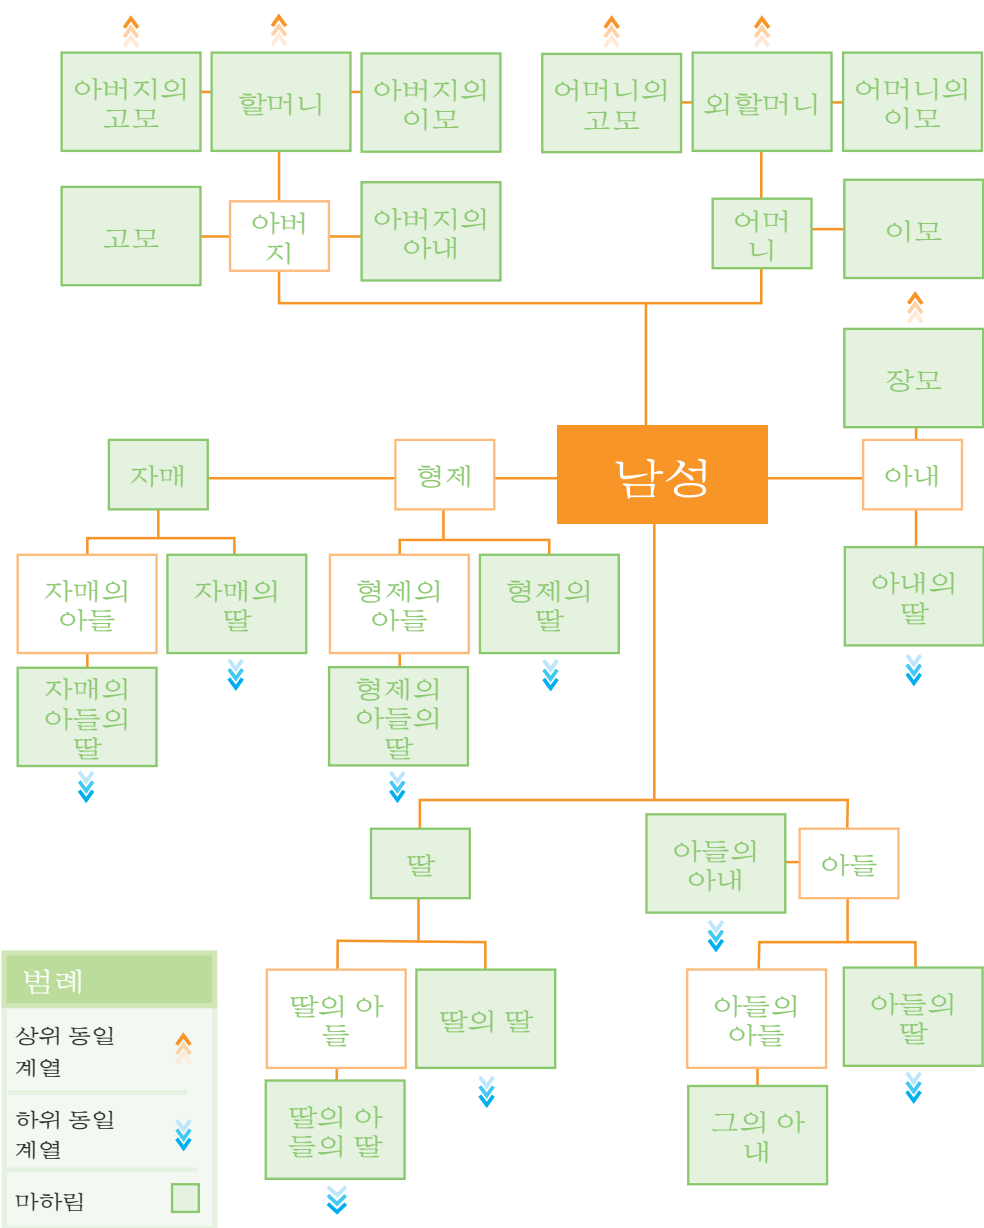 아버지의
고모
할머니
아버지의
이모
어머니의
고모
외할머니
어머니의
이모
고모
아버
지
아버지의
아내
어머
니
이모
장모
자매
형제
남성
아내
자매의
아들
자매의
딸
형제의
아들
형제의
딸
아내의
딸
자매의
아들의
딸
형제의
아들의
딸
딸
아들의
아내
아들
딸의 아
들
딸의 딸
아들의
아들
아들의
딸
딸의 아
들의 딸
그의 아
내
범례
상위 동일
계열
하위 동일
계열
마하림